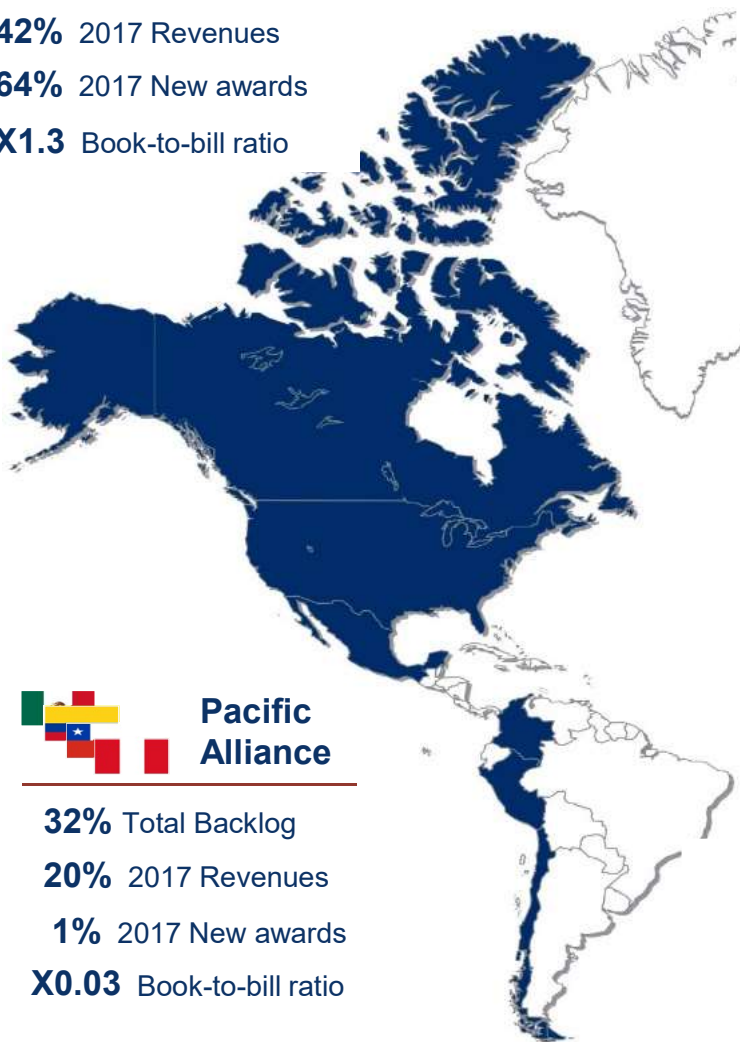 42% 2017 Revenues
64% 2017 New awards
X1.3 Book-to-bill ratio
Pacific
Alliance
32% Total Backlog
20% 2017 Revenues
1% 2017 New awards
X0.03 Book-to-bill ratio